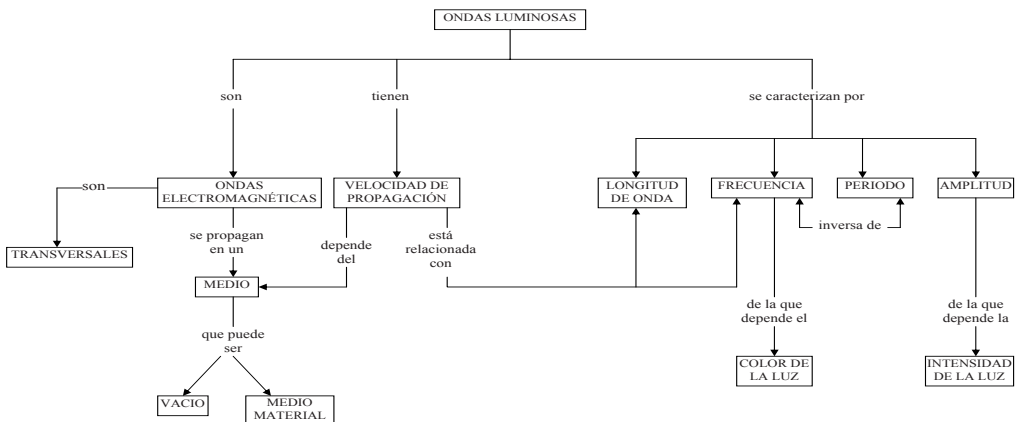 ONDAS LUMINOSAS
son
tienen
se caracterizan por
son
ONDAS
ELECTROMAGNÉTICAS
VELOCIDAD DE
PROPAGACIÓN
LONGITUD
DE ONDA
FRECUENCIA
PERIODO
AMPLITUD
inversa de
TRANSVERSALES
se propagan
en un
depende
del
está
relacionada
con
MEDIO
de la que
depende el
de la que
depende la
que puede
ser
COLOR DE
LA LUZ
INTENSIDAD
DE LA LUZ
VACIO
MEDIO
MATERIAL